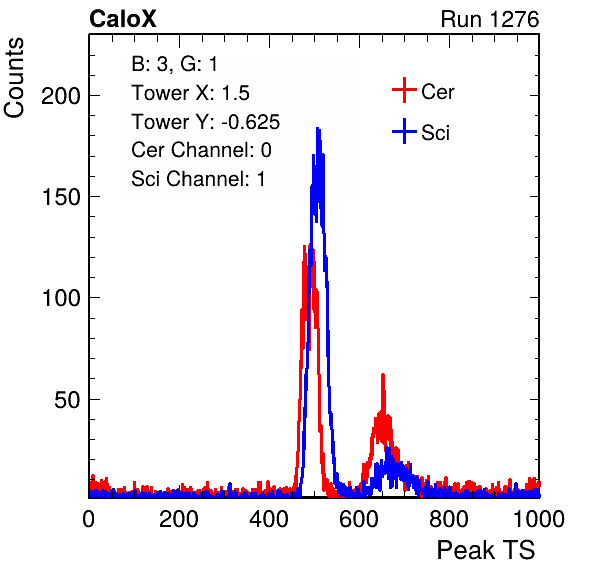 CaloX Run 1276
Counts
B: 3, G: 1
Tower X: 1.5
Tower Y: -0.625
Cer Channel: 0
Sci Channel: 1
Cer
Sci
200
150
100
50
0 200 400 600 800 1000
Peak TS